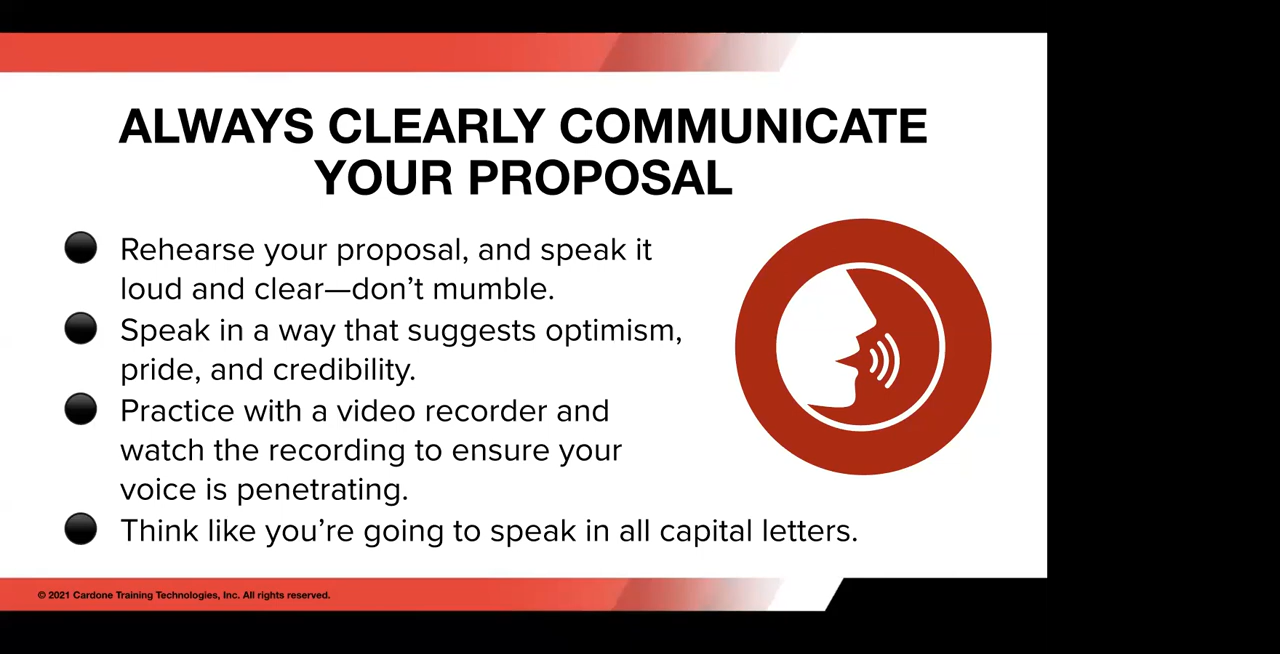 ALWAYS CLEARLY COMMUNICATE
YOUR PROPOSAL
Rehearse your proposal, and speak it
loud and clear—don’t mumble.
Speak in a way that suggests optimism,
pride, and credibility.
Practice with a video recorder and
watch the recording to ensure your
voice is penetrating.
Think like you’re going to speak in all capital letters.
© 2021 Cardone Training Technologies, Inc. All rights reserved.